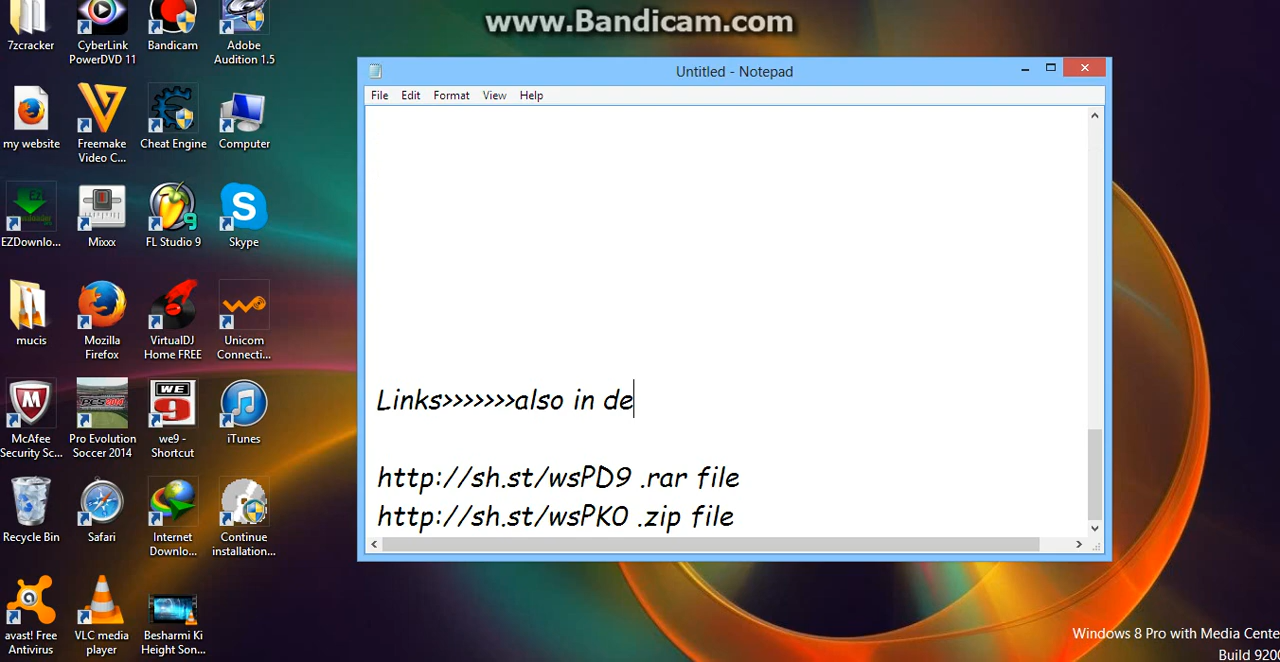 www.Bandicam.com
7zcracker
CyberLink
PowerDVD 11
Bandicam
Adobe
Audition 1.5
my website
Freemake
Video C...
Cheat Engine
Computer
EZDownlo...
Mixxx
FL Studio 9
Skype
mucis
Mozilla
Firefox
VirtualDJ
Home FREE
Unicom
Connecti...
McAfee
Security Sc...
Pro Evolution
Soccer 2014
we9 -
Shortcut
iTunes
Recycle Bin
Safari
Internet
Downlo...
Continue
installation...
avast! Free
Antivirus
VLC media
player
Besharmi Ki
Height Son...
Untitled - Notepad
File Edit Format View Help
Links>>>>>>>also in de
http://sh.st/wsPD9 .rar file
http://sh.st/wsPKO .zip file
Windows 8 Pro with Media Cente
Build 9200